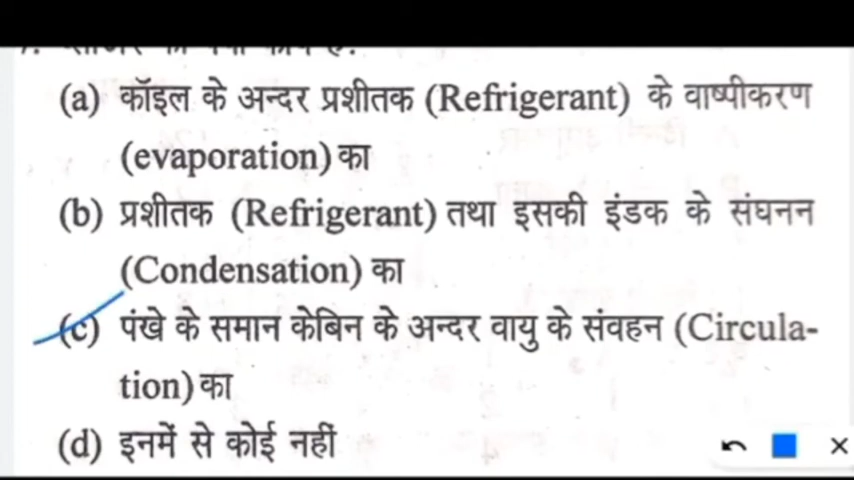 (a) कॉइल के अन्दर प्रशीतक (Refrigerant) के वाष्पीकरण
(evaporation) का
(b) प्रशीतक (Refrigerant) तथा इसकी इंडक के संघनन
(Condensation) का
(c) पंखे के समान केबिन के अन्दर वायु के संवहन (Circula-
tion) का
(d) इनमें से कोई नहीं